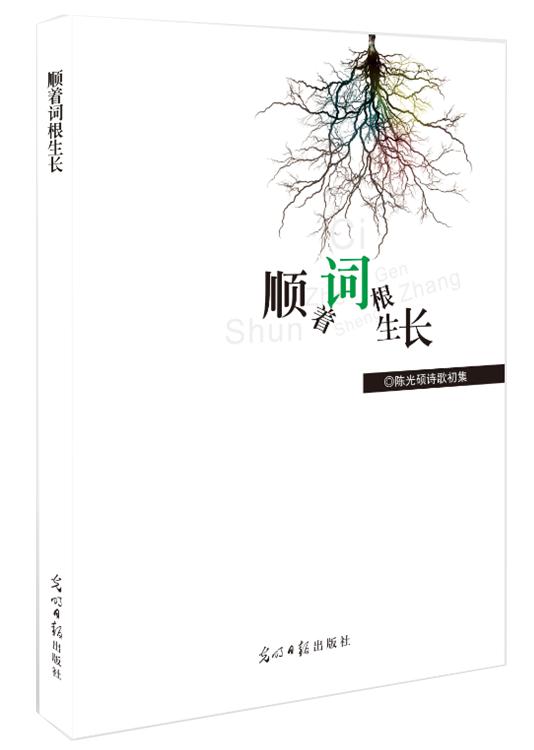 顺着词根生长
光明日报出版社
顺着词根生长
Shun Zi Ci Gen
Sheng Zhang
◎陈光硕诗歌初集
光明日报出版社